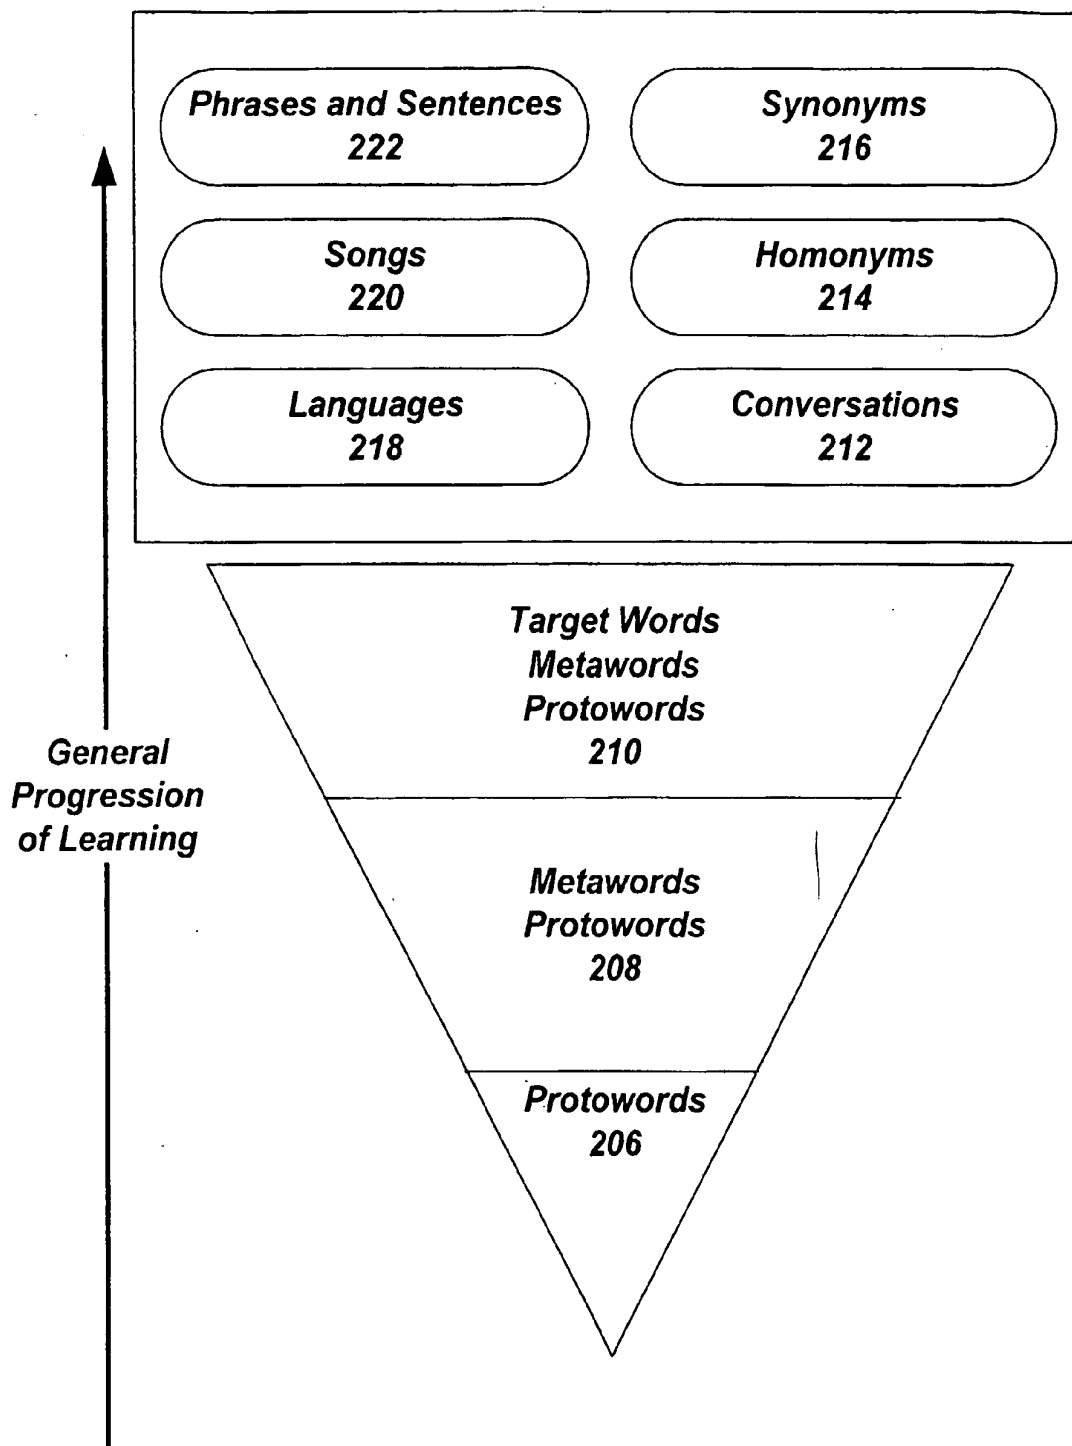 Phrases and Sentences
222
Synonyms
216
Songs
220
Homonyms
214
Languages
218
Conversations
212
Target Words
Metawords
Protowords
210
General
Progression
of Learning
Metawords
Protowords
208
Protowords
206